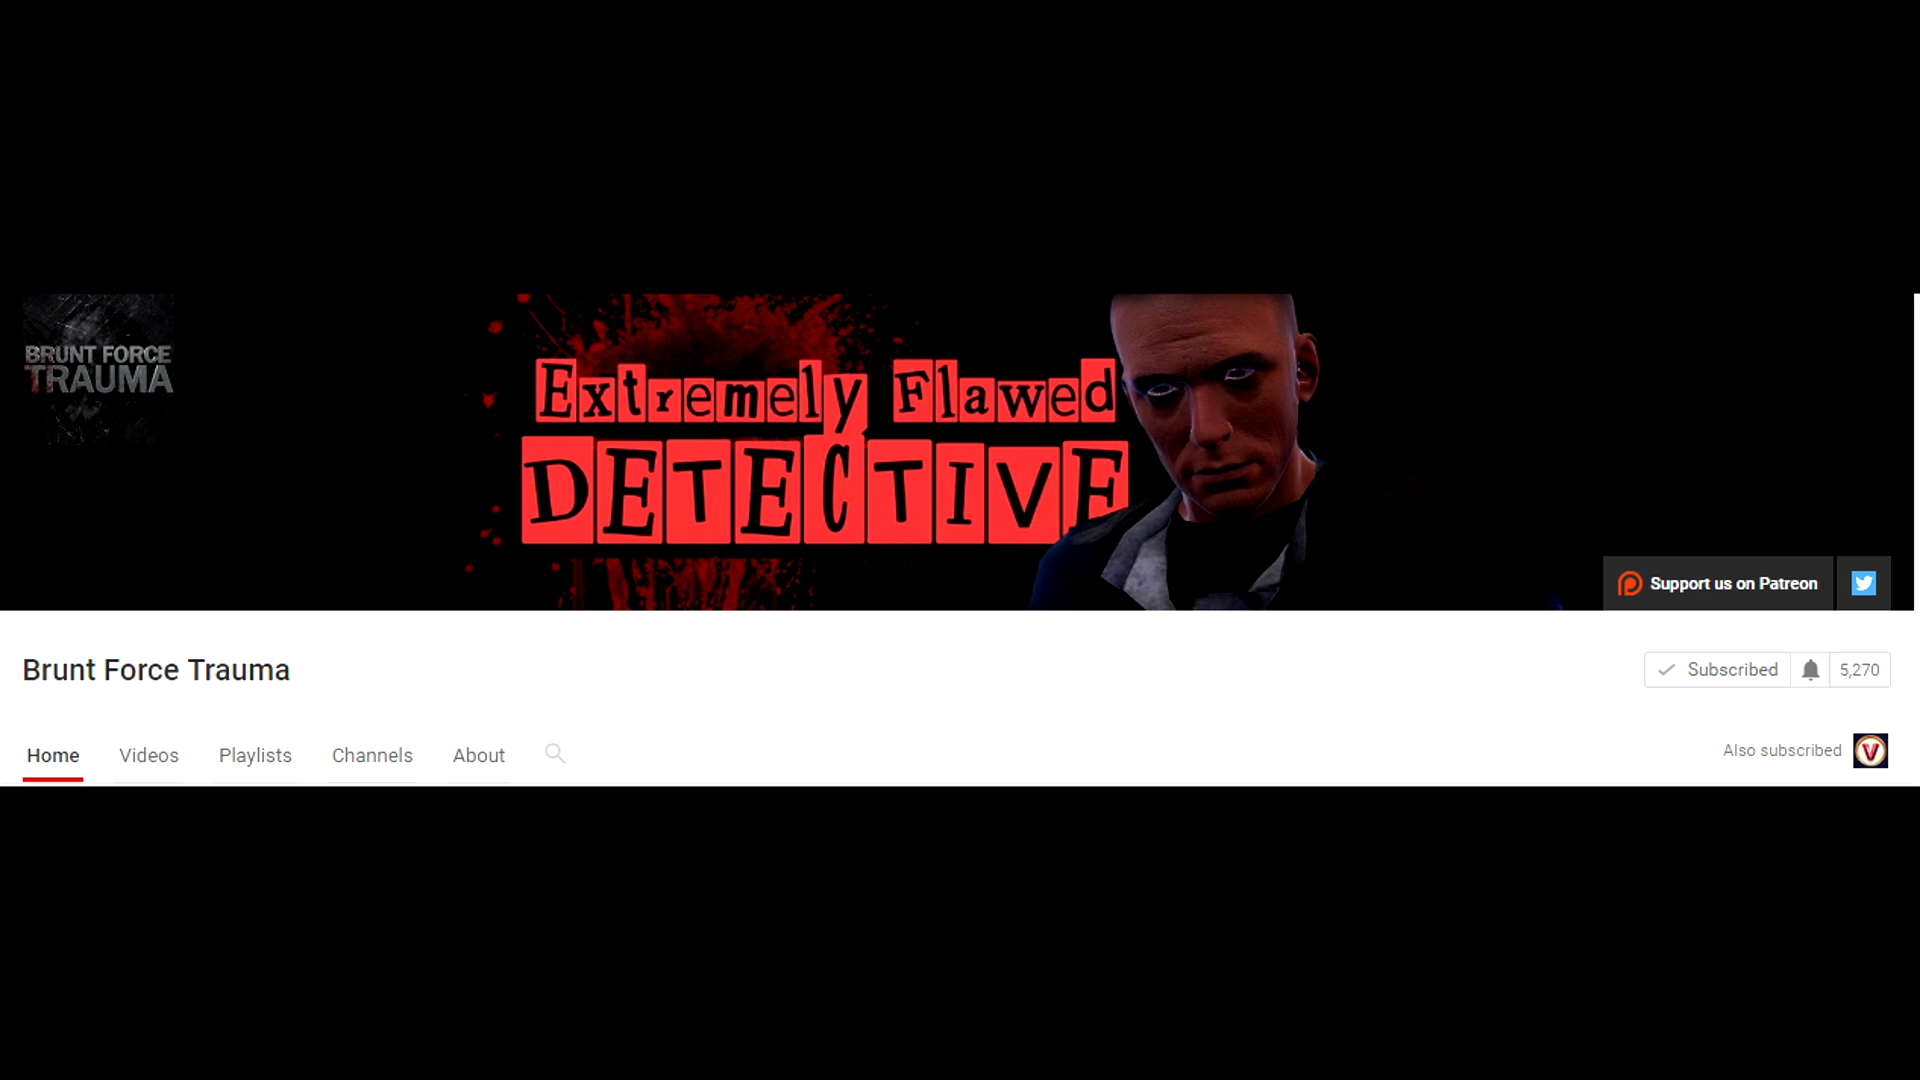 BRUNT FORCE
TRAUMA
Extremely Flawed
DETECTIVE
Support us on Patreon
Brunt Force Trauma
Subscribed 5,270
Home Videos Playlists Channels About
Also subscribed V